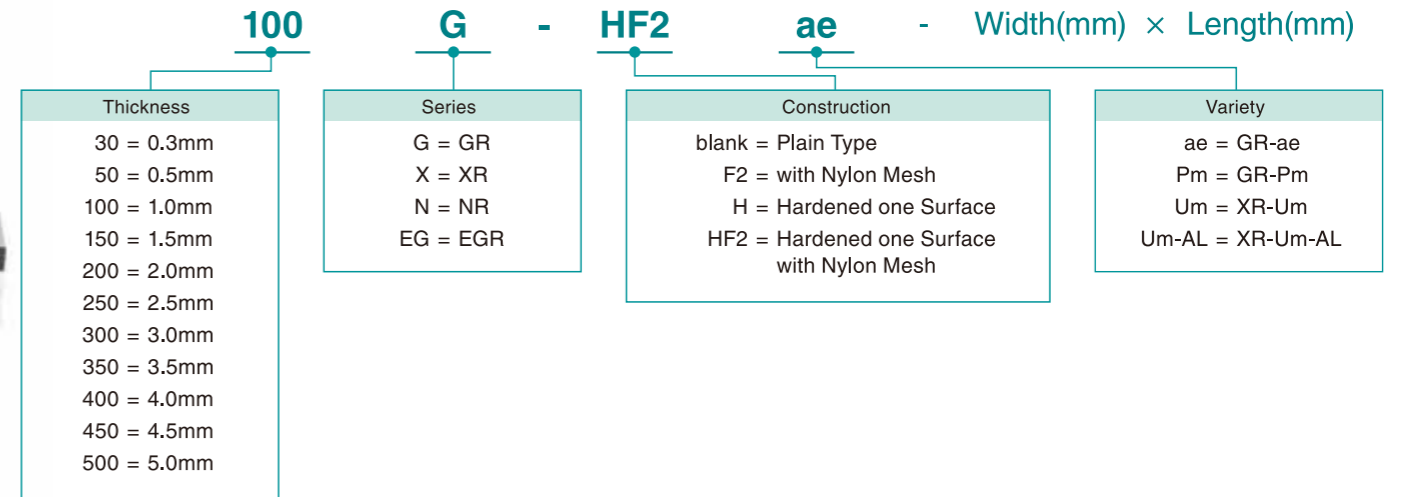 100 G - HF2 ae - Width(mm) × Length(mm)
Thickness
30 = 0.3mm
50 = 0.5mm
100 = 1.0mm
150 = 1.5mm
200 = 2.0mm
250 = 2.5mm
300 = 3.0mm
350 = 3.5mm
400 = 4.0mm
450 = 4.5mm
500 = 5.0mm
Series
G = GR
X = XR
N = NR
EG = EGR
Construction
blank = Plain Type
F2 = with Nylon Mesh
H = Hardened one Surface
HF2 = Hardened one Surface
with Nylon Mesh
Variety
ae = GR-ae
Pm = GR-Pm
Um = XR-Um
Um-AL = XR-Um-AL